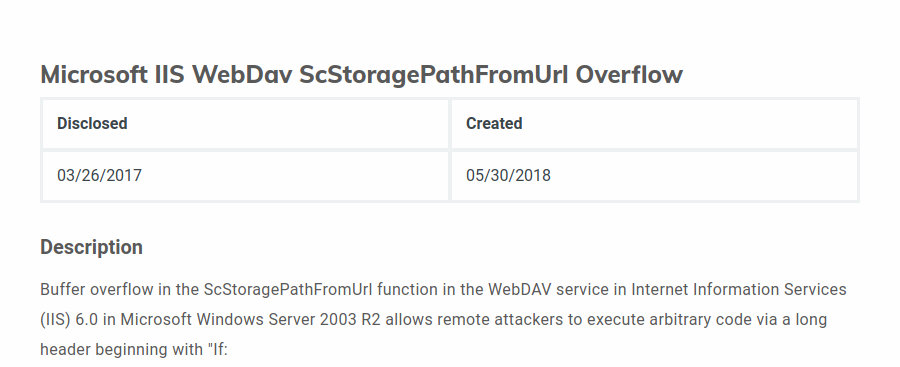 Microsoft IIS WebDav ScStoragePathFromUrl Overflow
Disclosed Created
03/26/2017 05/30/2018
Description
Buffer overflow in the ScStoragePathFromUrl function in the WebDAV service in Internet Information Services
(IIS) 6.0 in Microsoft Windows Server 2003 R2 allows remote attackers to execute arbitrary code via a long
header beginning with "If: